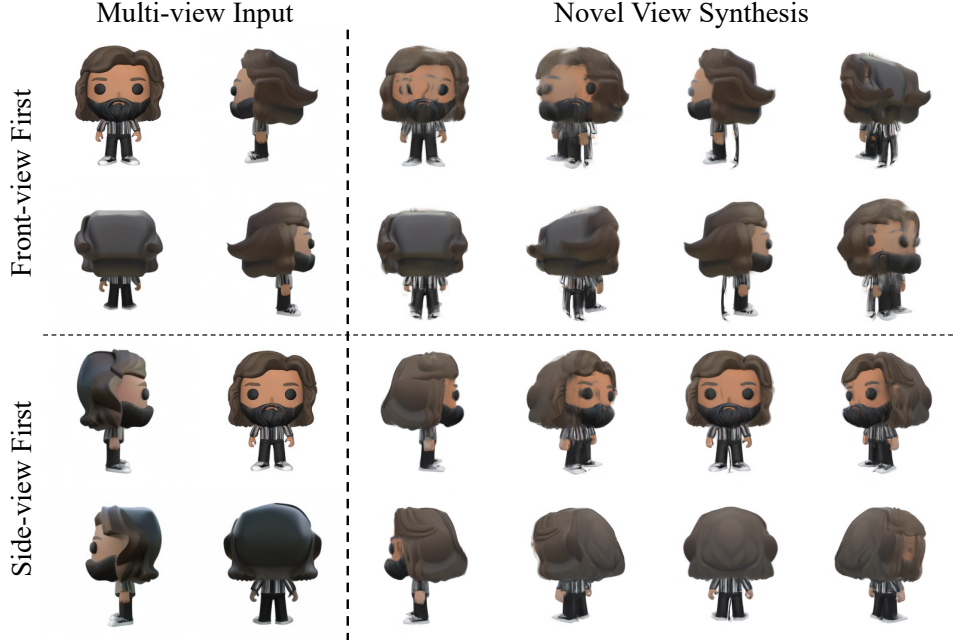 Multi-view Input
Novel View Synthesis
Front-view First
Side-view First